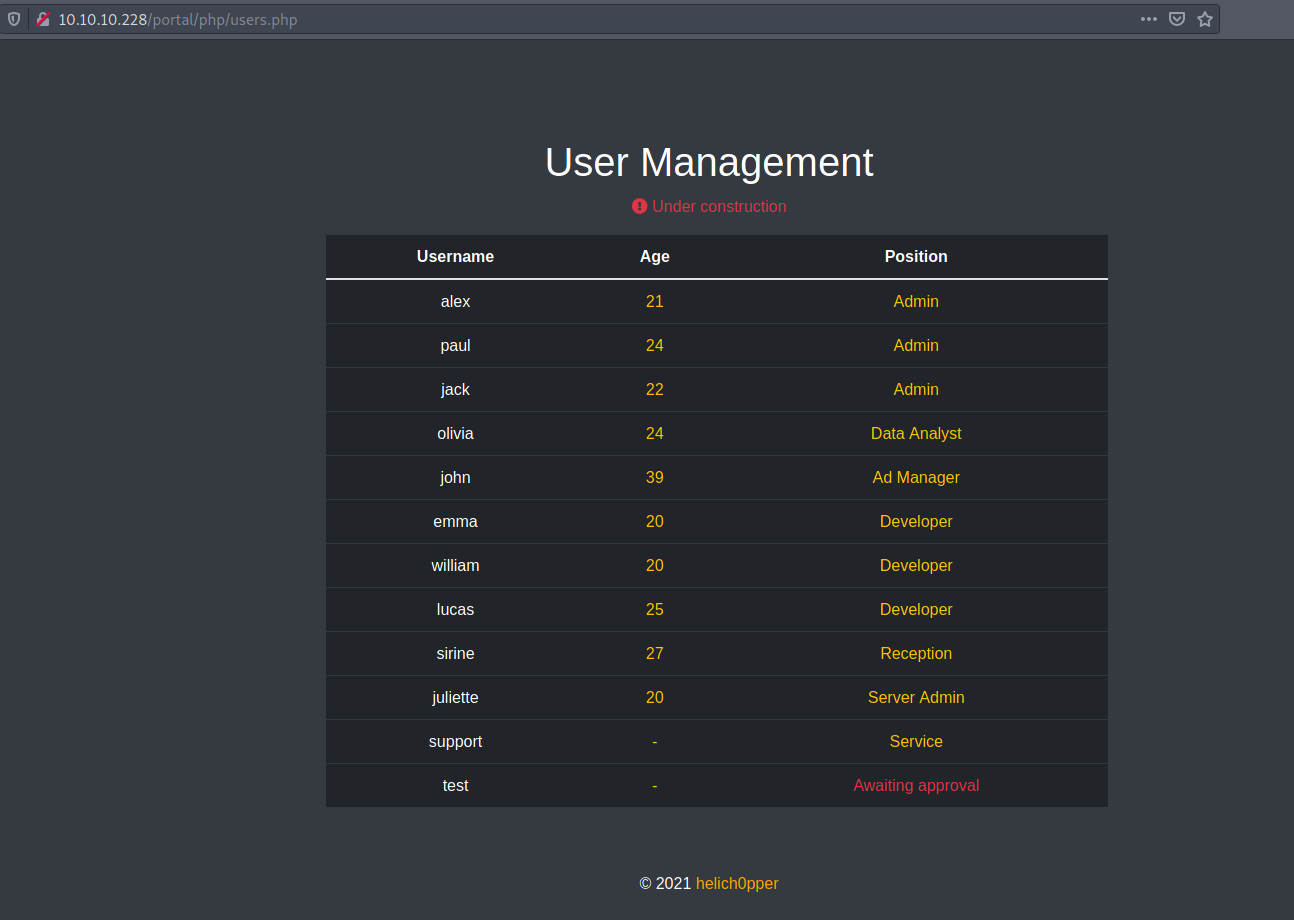 10.10.10.228/portal/php/users.php
User Management
Under construction
Username Age Position
alex 21 Admin
paul 24 Admin
jack 22 Admin
olivia 24 Data Analyst
john 39 Ad Manager
emma 20 Developer
william 20 Developer
lucas 25 Developer
sirine 27 Reception
juliette 20 Server Admin
support - Service
test - Awaiting approval
© 2021 helich0pper